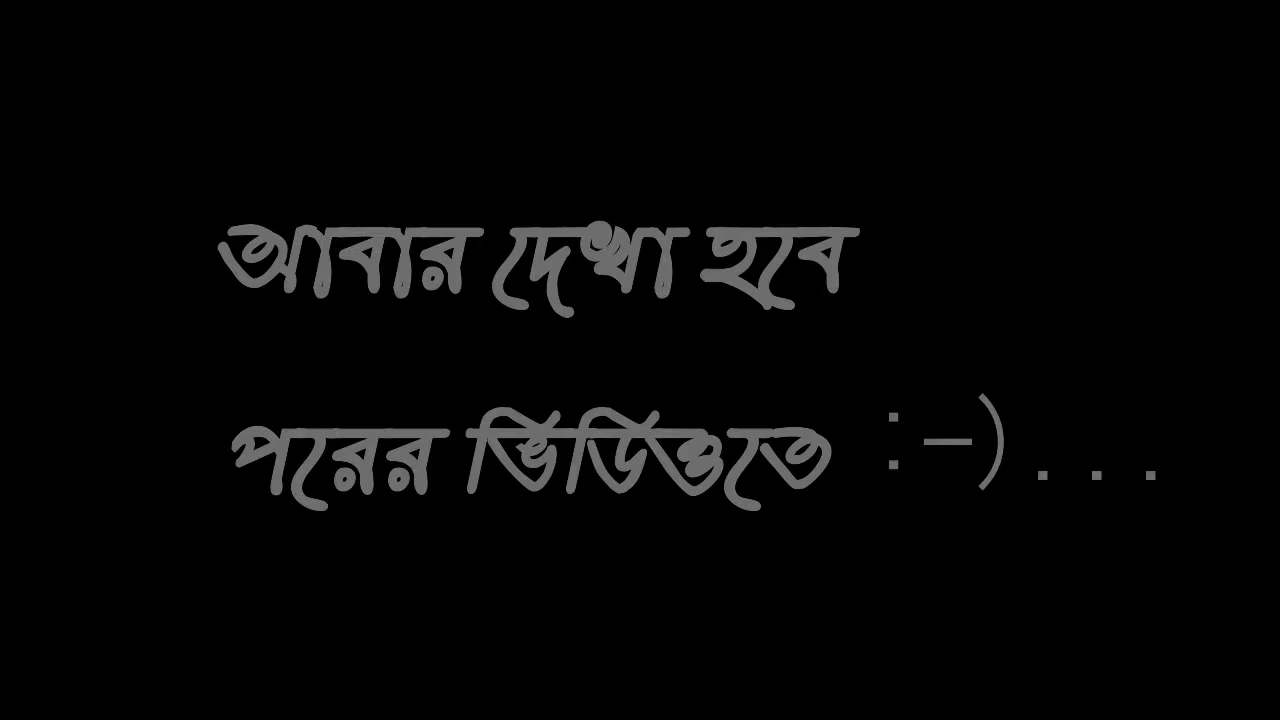 আবার দেখা হবে
পরের ভিডিওতে :-) . . .